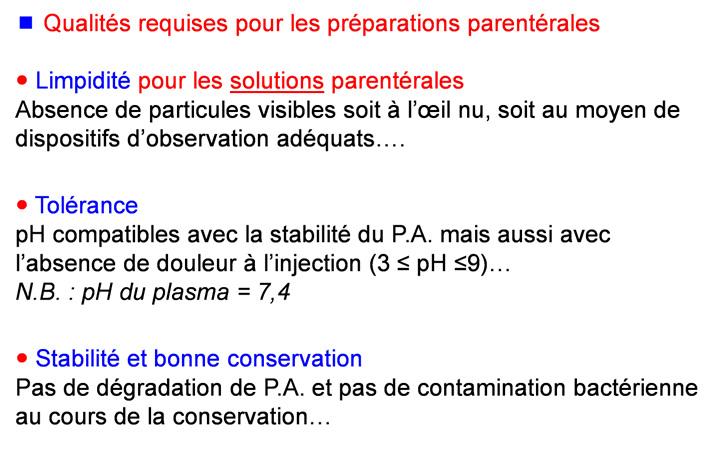 Qualités requises pour les préparations parentérales
• Limpidité pour les solutions parentérales
Absence de particules visibles soit à l’œil nu, soit au moyen de
dispositifs d’observation adéquats….
• Tolérance
pH compatibles avec la stabilité du P.A. mais aussi avec
l’absence de douleur à l’injection (3 ≤ pH ≤9)…
N.B. : pH du plasma = 7,4
• Stabilité et bonne conservation
Pas de dégradation de P.A. et pas de contamination bactérienne
au cours de la conservation…